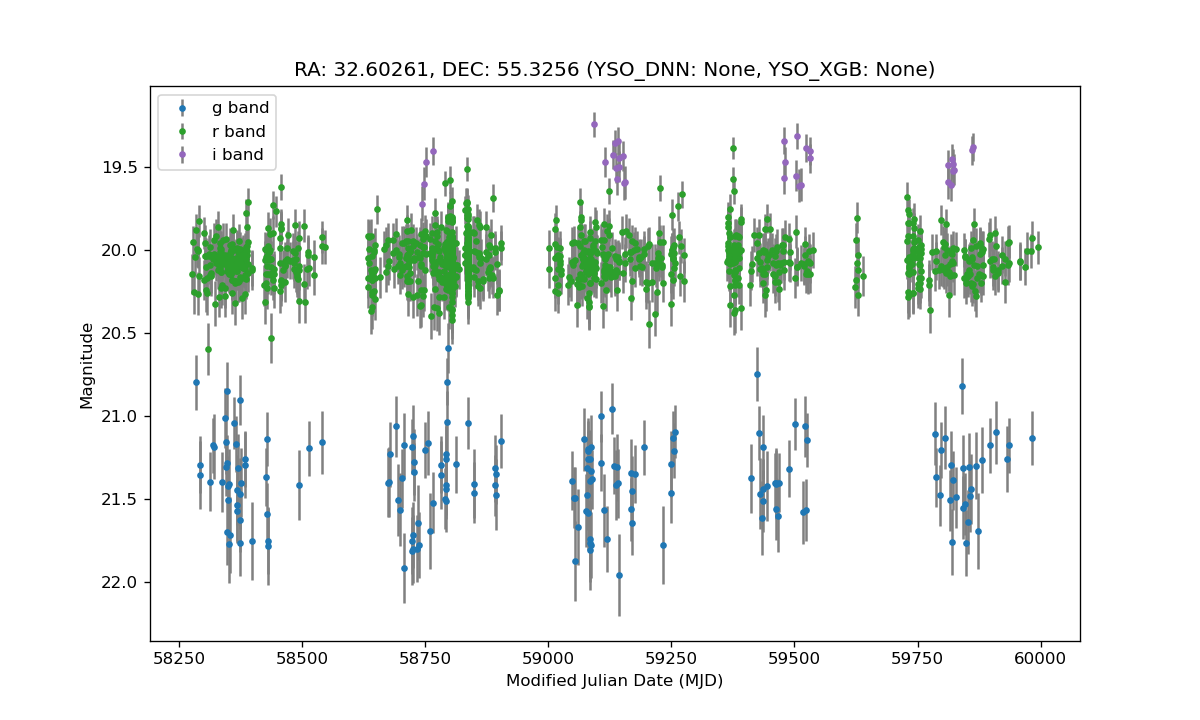 RA: 32.60261, DEC: 55.3256 (YSO_DNN: None, YSO_XGB: None)
g band
r band
i band
19.5
20.0
20.5
21.0
21.5
22.0
Magnitude
58250 58500 58750 59000 59250 59500 59750 60000
Modified Julian Date (MJD)